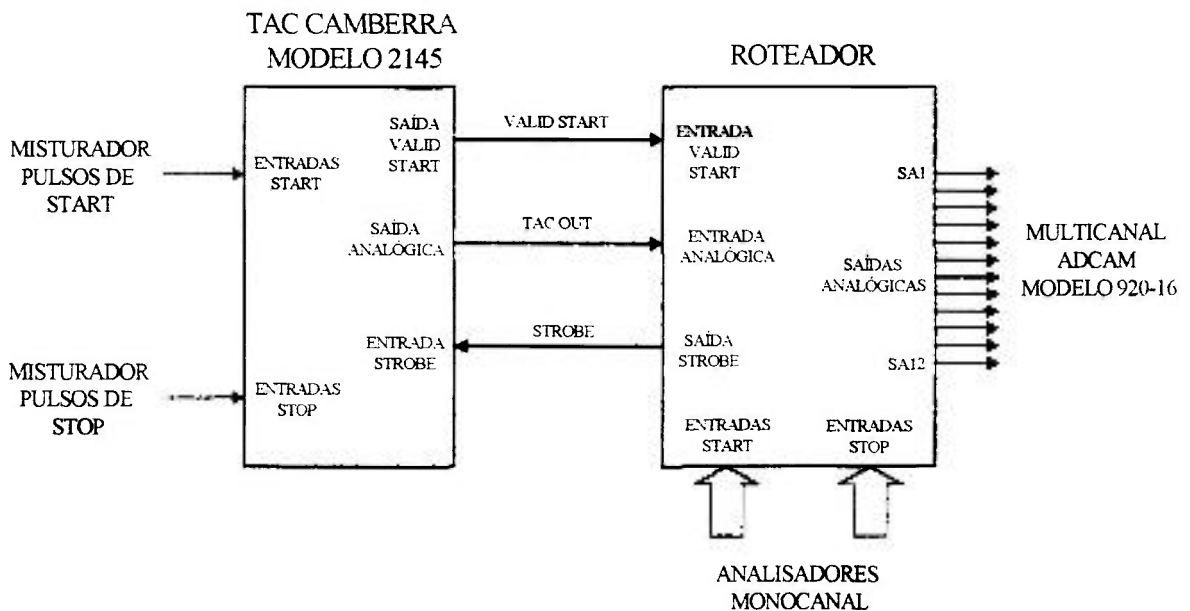 TAC CAMBERRA
MODELO 2145
ROTEADOR
MISTURADOR
PULSOS DE
START
ENTRADAS
START
SAÍDA
VALID
START
VALID START
ENTRADA
VALID
START
SA1
SAÍDA
ANALÓGICA
TAC OUT
ENTRADA
ANALÓGICA
SAÍDAS
ANALÓGICAS
MULTICANAL
ADCAM
MODELO 920-16
ENTRADA
STROBE
STROBE
SAÍDA
STROBE
SA12
MISTURADOR
PULSOS DE
STOP
ENTRADAS
STOP
ENTRADAS
START
ENTRADAS
STOP
ANALISADORES
MONOCANAL